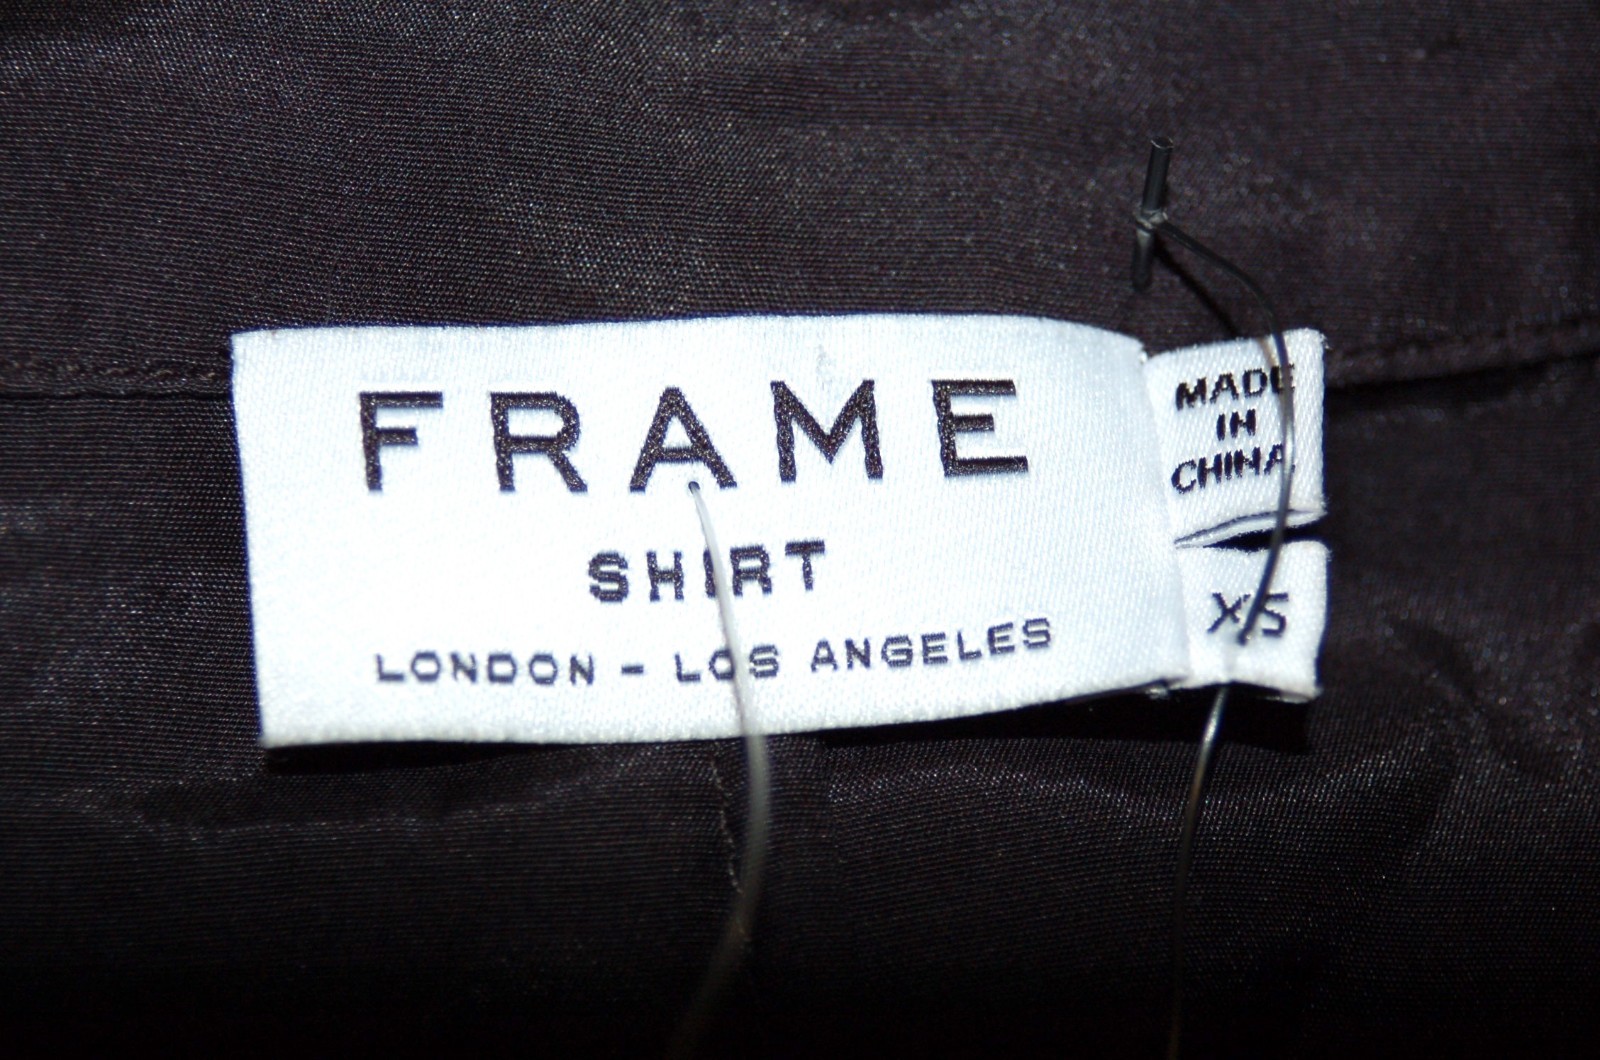 FRAME
SHIRT
LONDON - LOS ANGELES
MADE
IN
CHINA
XS